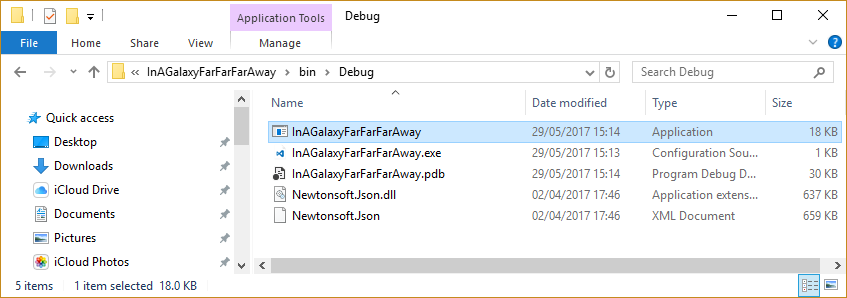 Application Tools Debug
File Home Share View Manage
« InAGalaxyFarFarFarAway > bin > Debug Search Debug
Name Date modified Type Size
Quick access
Desktop
Downloads
iCloud Drive
Documents
Pictures
iCloud Photos
InAGalaxyFarFarFarAway 29/05/2017 15:14 Application 18 KB
InAGalaxyFarFarFarAway.exe 29/05/2017 15:13 Configuration Sou... 1 KB
InAGalaxyFarFarFarAway.pdb 29/05/2017 15:14 Program Debug D... 30 KB
Newtonsoft.Json.dll 02/04/2017 17:46 Application extens... 637 KB
Newtonsoft.Json 02/04/2017 17:46 XML Document 659 KB
5 items 1 item selected 18.0 KB